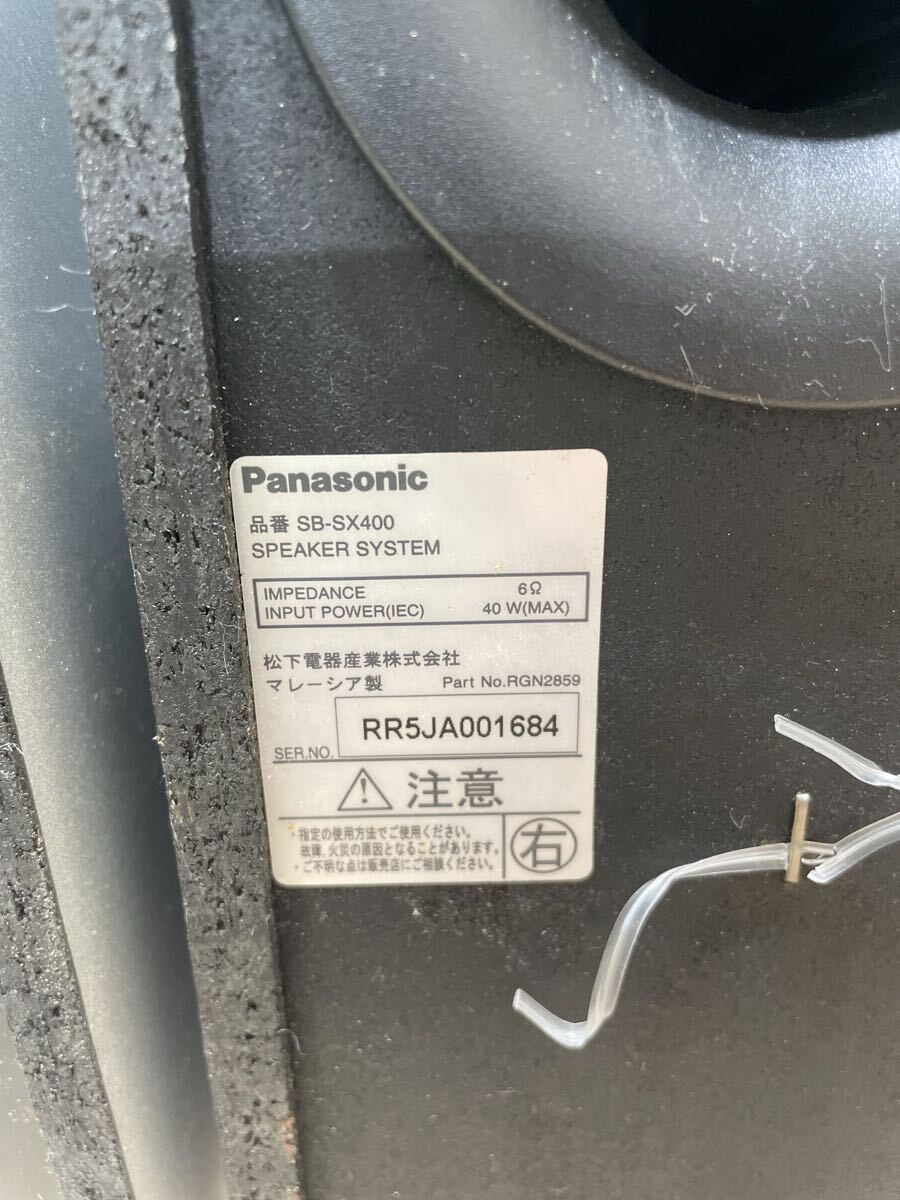 Panasonic
品番 SB-SX400
SPEAKER SYSTEM
IMPEDANCE 6Ω
INPUT POWER(IEC) 40 W(MAX)
松下電器産業株式会社
マレーシア製 Part No.RGN2859
SER.NO. RR5JA001684
注意
・指定の使用方法でご使用ください。
故障、火災の原因となることがあります。
・ご不明な点は販売店にご相談ください。
右